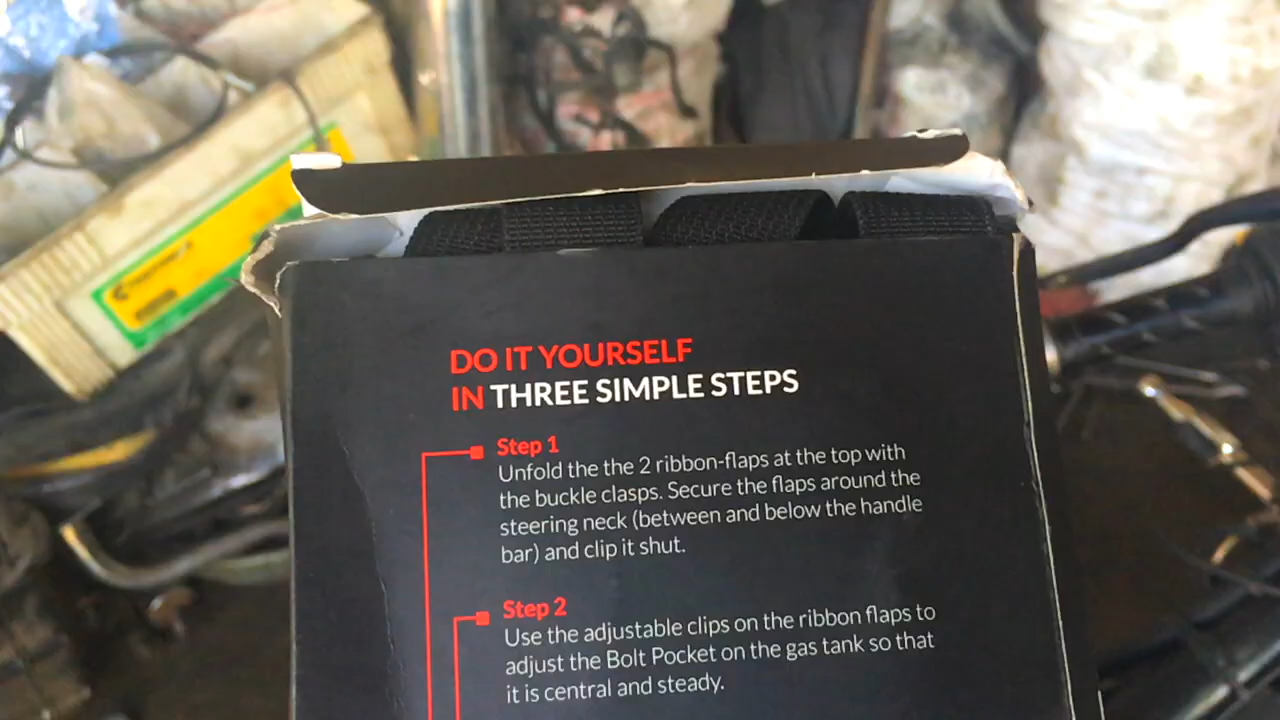 DO IT YOURSELF
IN THREE SIMPLE STEPS
Step 1
Unfold the the 2 ribbon-flaps at the top with
the buckle clasps. Secure the flaps around the
steering neck (between and below the handle
bar) and clip it shut.
Step 2
Use the adjustable clips on the ribbon flaps to
adjust the Bolt Pocket on the gas tank so that
it is central and steady.